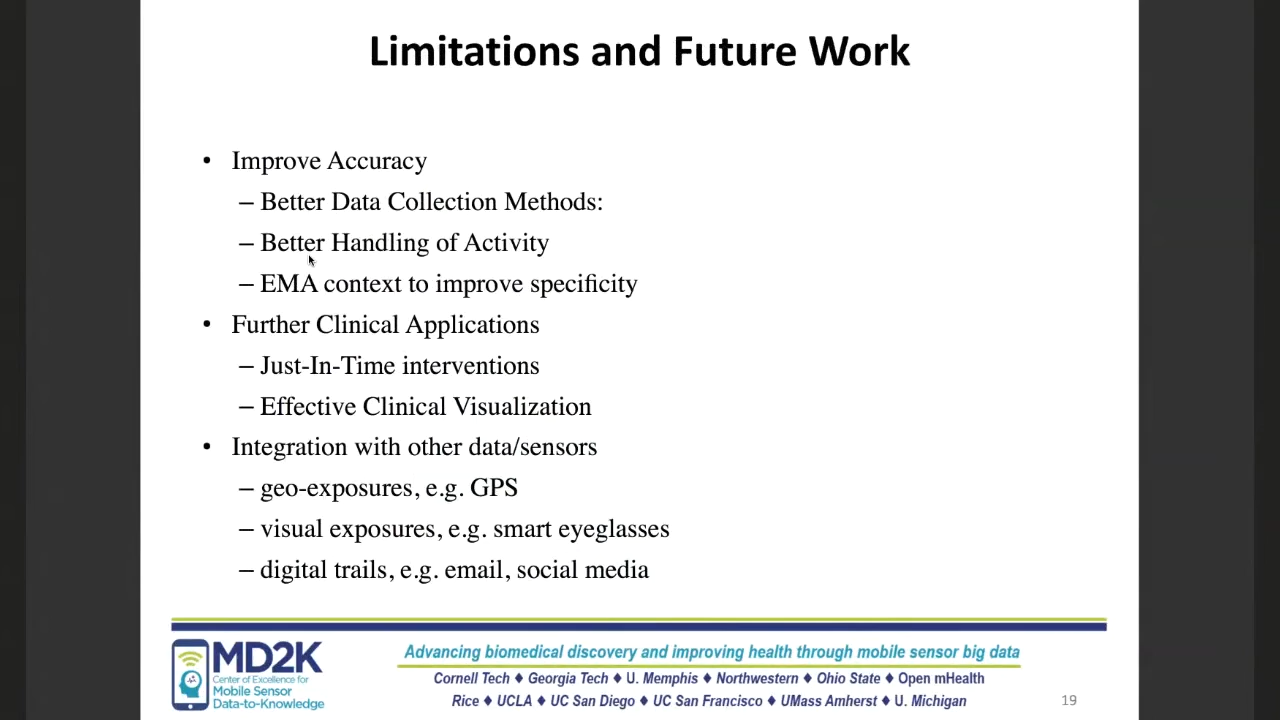 Limitations and Future Work
• Improve Accuracy
– Better Data Collection Methods:
– Better Handling of Activity
– EMA context to improve specificity
• Further Clinical Applications
– Just-In-Time interventions
– Effective Clinical Visualization
• Integration with other data/sensors
– geo-exposures, e.g. GPS
– visual exposures, e.g. smart eyeglasses
– digital trails, e.g. email, social media
MD2K
Center of Excellence for
Mobile Sensor
Data-to-Knowledge
Advancing biomedical discovery and improving health through mobile sensor big data
Cornell Tech ♦ Georgia Tech ♦ U. Memphis ♦ Northwestern ♦ Ohio State ♦ Open mHealth
Rice ♦ UCLA ♦ UC San Diego ♦ UC San Francisco ♦ UMass Amherst ♦ U. Michigan
19